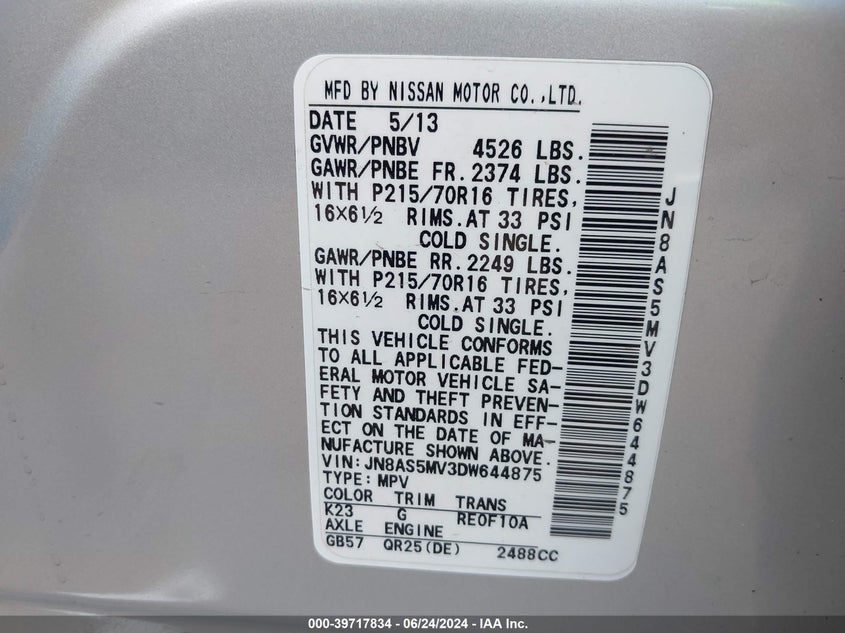 MFD BY NISSAN MOTOR CO.,LTD.
DATE 5/13
GVWR/PNBV 4526 LBS.
GAWR/PNBE FR. 2374 LBS.
WITH P215/70R16 TIRES,
16×6½ RIMS. AT 33 PSI
COLD SINGLE.
GAWR/PNBE RR. 2249 LBS.
WITH P215/70R16 TIRES,
16×6½ RIMS. AT 33 PSI
COLD SINGLE.
THIS VEHICLE CONFORMS
TO ALL APPLICABLE FED-
ERAL MOTOR VEHICLE SA-
FETY AND THEFT PREVEN-
TION STANDARDS IN EFF-
ECT ON THE DATE OF MA-
NUFACTURE SHOWN ABOVE.
VIN: JN8AS5MV3DW644875
TYPE: MPV
COLOR TRIM TRANS
K23 G RE0F10A
AXLE ENGINE
GB57 QR25(DE) 2488CC
JN8AS5MV3DW644875
000-39717834 - 06/24/2024 - IAA Inc.